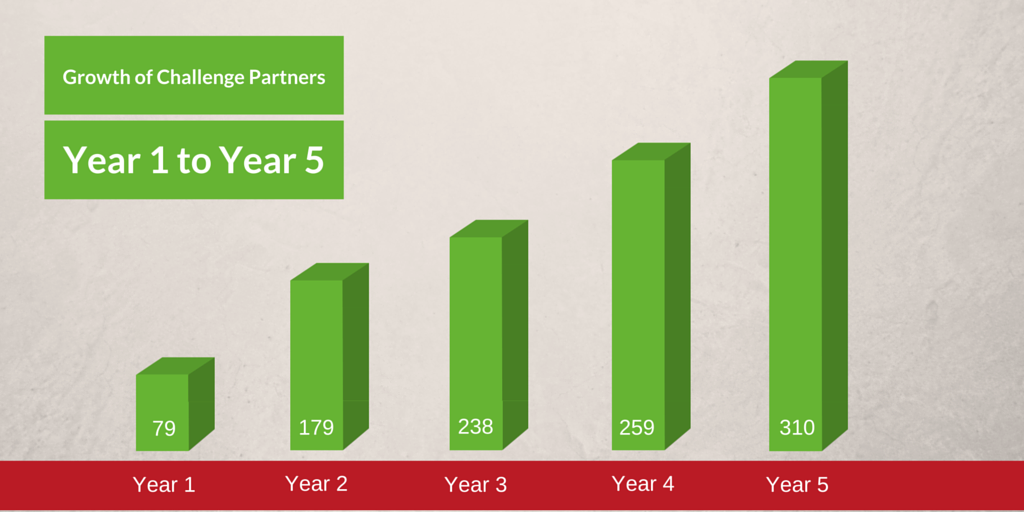 Growth of Challenge Partners
Year 1 to Year 5
79
179
238
259
310
Year 1
Year 2
Year 3
Year 4
Year 5